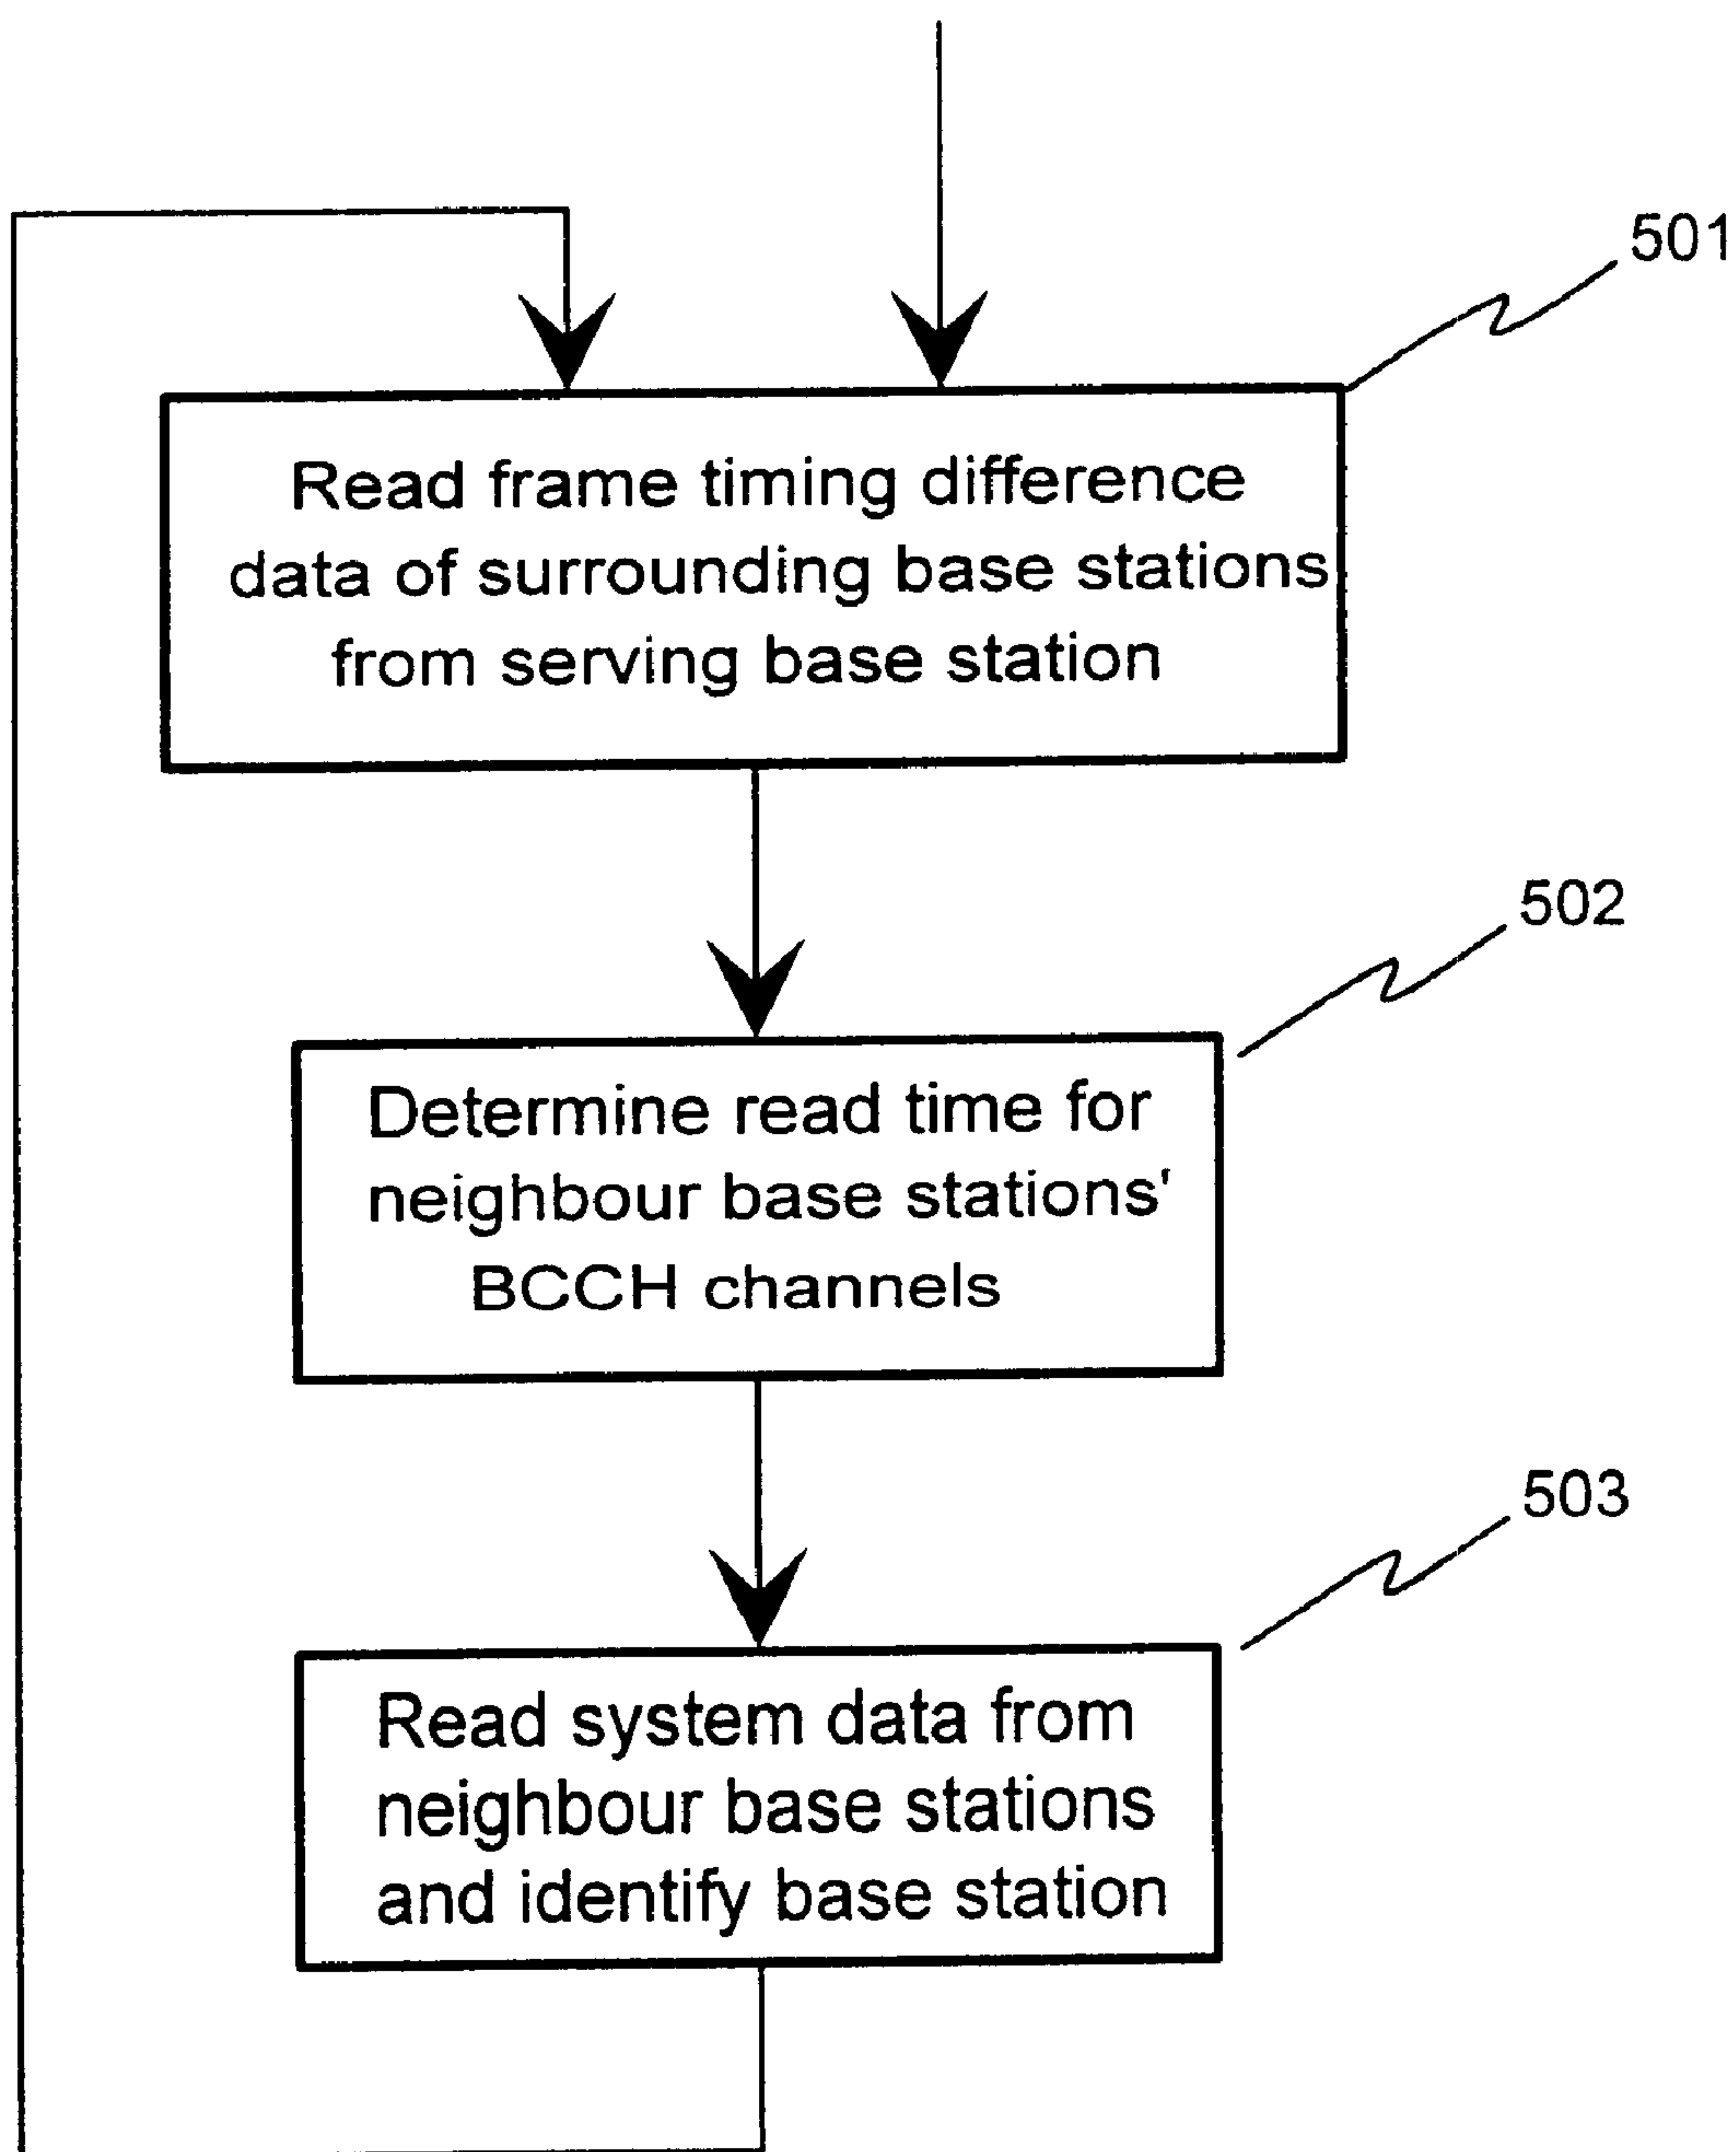 501
Read frame timing difference
data of surrounding base stations
from serving base station
502
Determine read time for
neighbour base stations'
BCCH channels
503
Read system data from
neighbour base stations
and identify base station